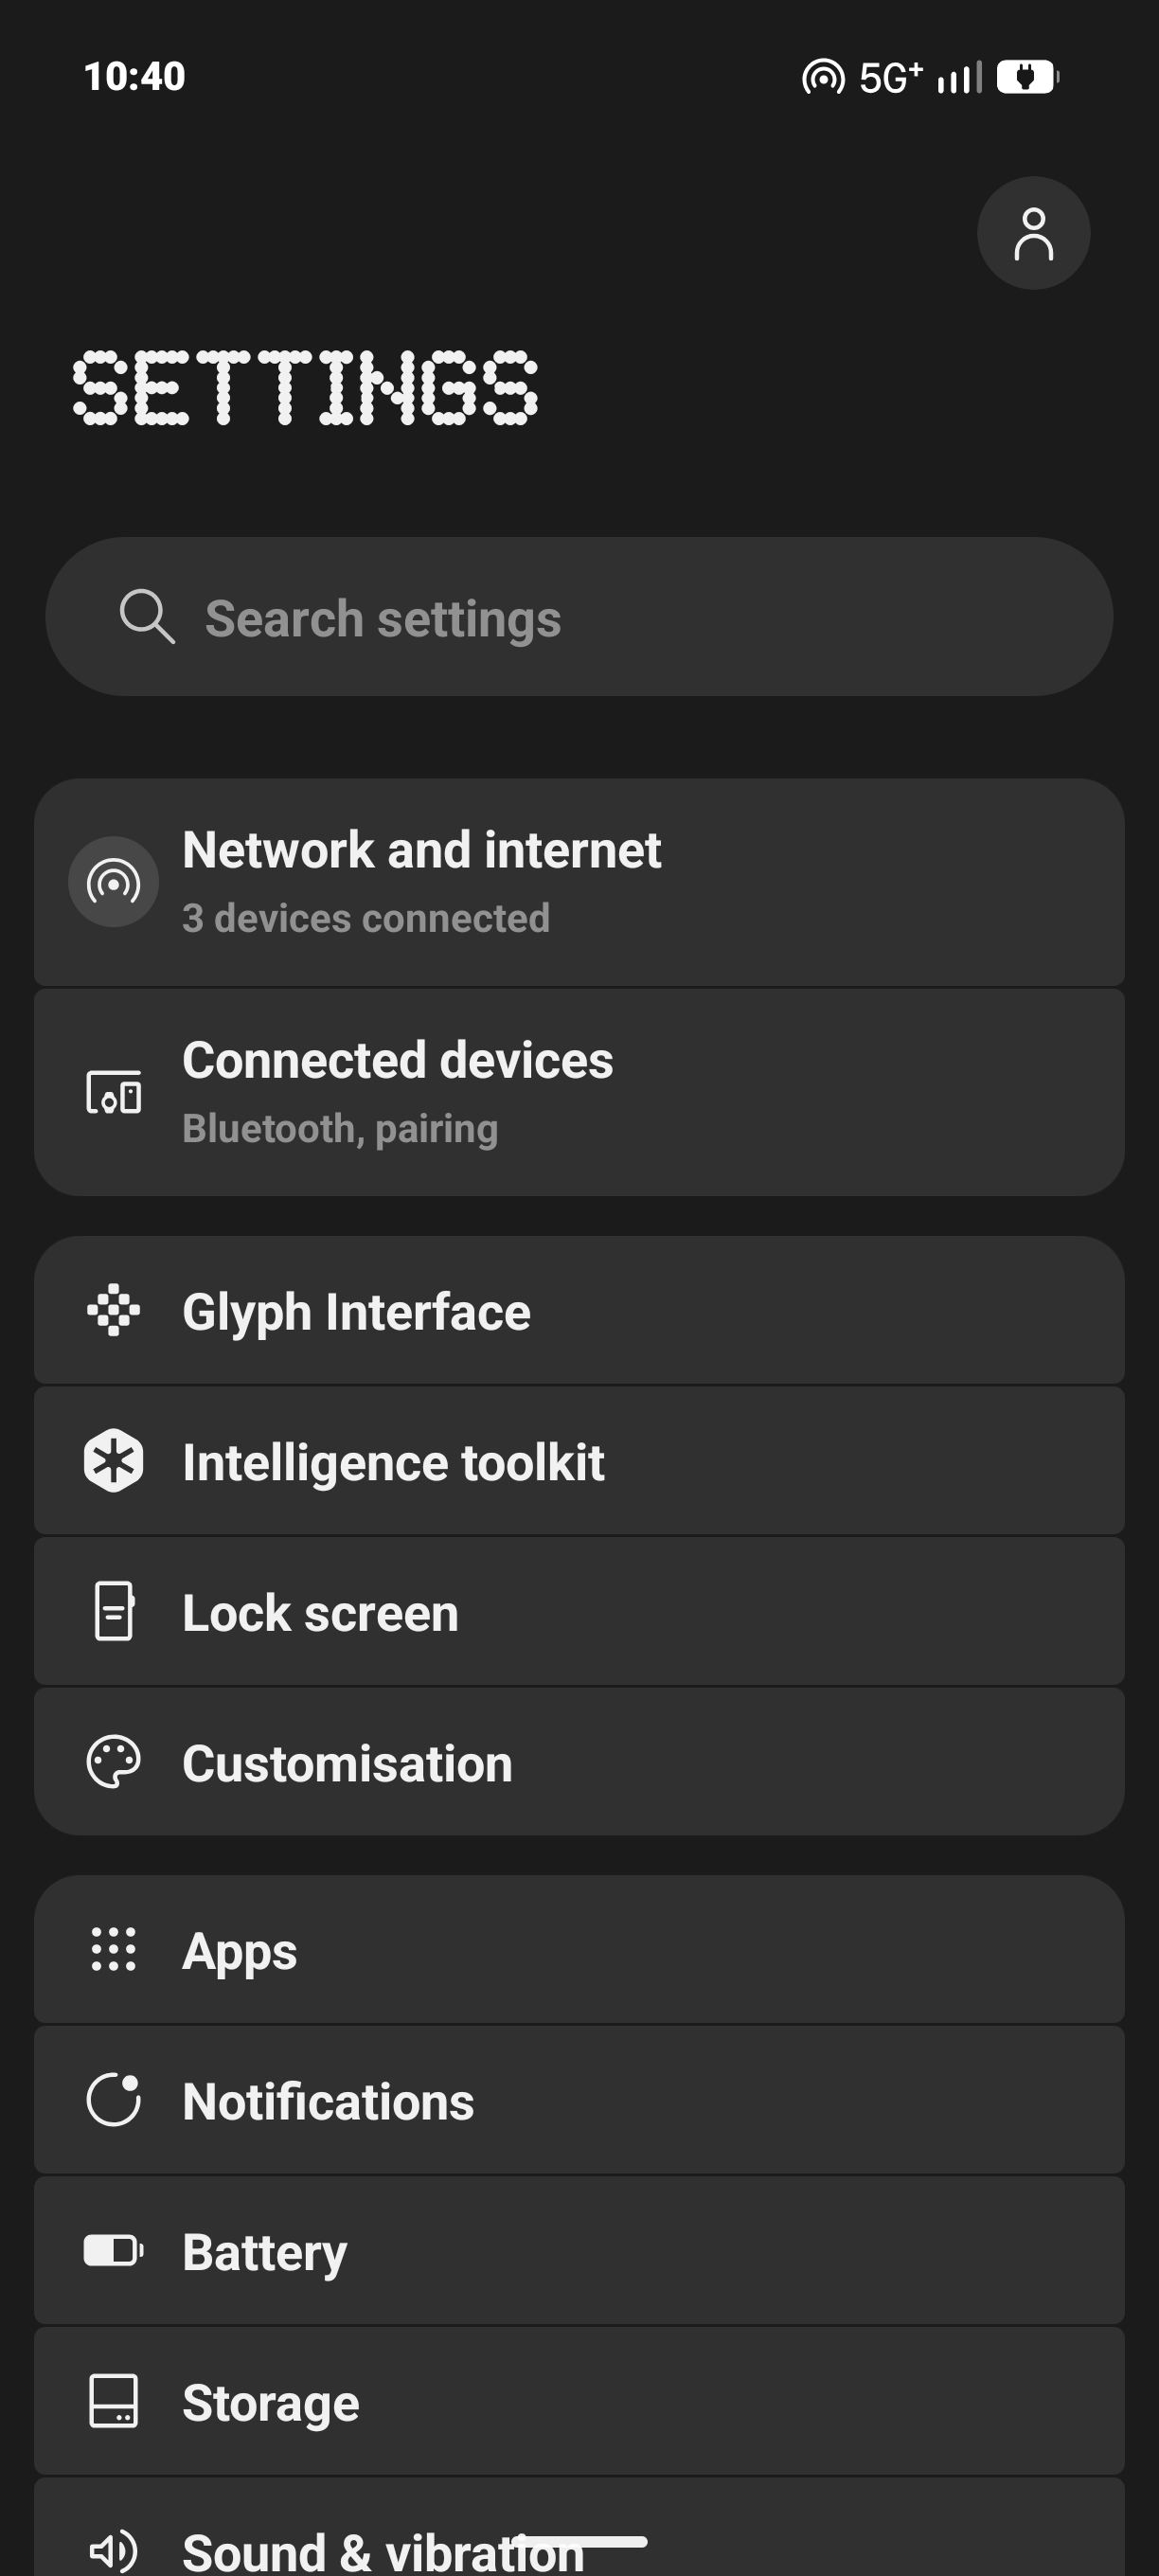 10:40
5G+
SETTINGS
Search settings
Network and internet
3 devices connected
Connected devices
Bluetooth, pairing
Glyph Interface
Intelligence toolkit
Lock screen
Customisation
Apps
Notifications
Battery
Storage
Sound & vibration